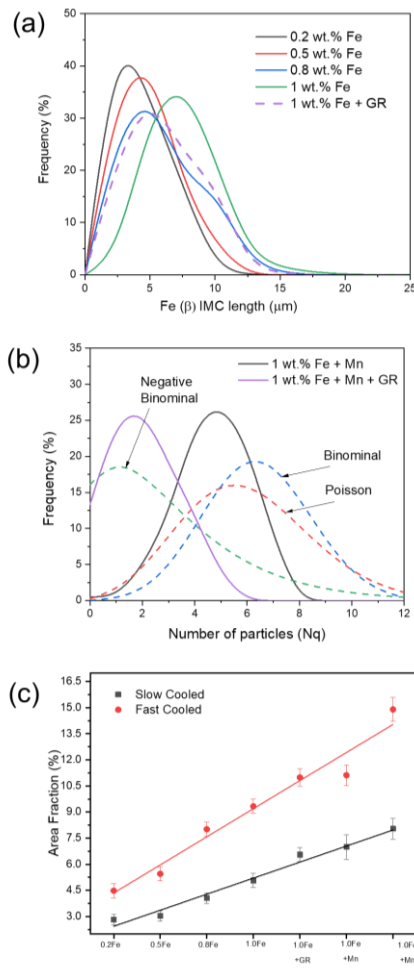 (a)
0.2 wt.% Fe
0.5 wt.% Fe
0.8 wt.% Fe
1 wt.% Fe
1 wt.% Fe + GR
50
40
30
20
10
0
Frequency (%)
0 5 10 15 20 25
Fe (β) IMC length (μm)
(b)
1 wt.% Fe + Mn
1 wt.% Fe + Mn + GR
Negative
Binominal
Binominal
Poisson
35
30
25
20
15
10
5
0
Frequency (%)
0 2 4 6 8 10 12
Number of particles (Nq)
(c)
Slow Cooled
Fast Cooled
16.5
15.0
13.5
12.0
10.5
9.0
7.5
6.0
4.5
3.0
Area Fraction (%)
0.2Fe 0.5Fe 0.8Fe 1.0Fe 1.0Fe 1.0Fe 1.0Fe
+GR +Mn +Mn